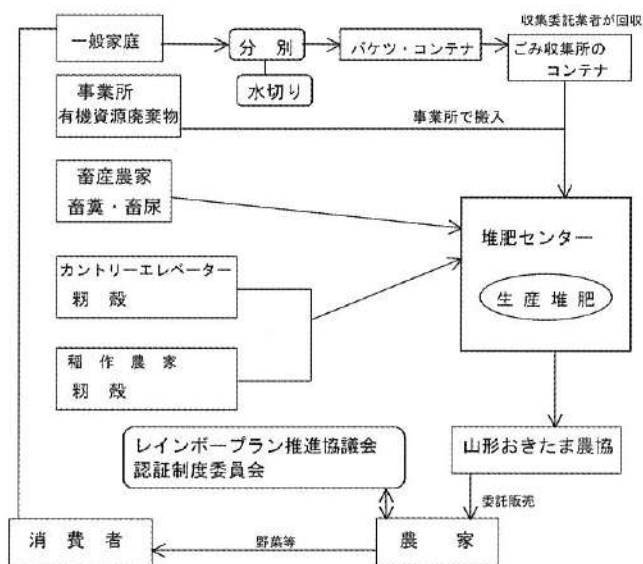 収集委託業者が回収
一般家庭
分 別
バケツ・コンテナ
ごみ収集所の
コンテナ
水切り
事業所
有機資源廃棄物
事業所で搬入
畜産農家
畜糞・畜尿
堆肥センター
生 産 堆 肥
カントリーエレベーター
籾 殻
稲 作 農 家
籾 殻
レインボープラン推進協議会
認証制度委員会
山形おきたま農協
委託販売
消 費 者
野菜等
農 家